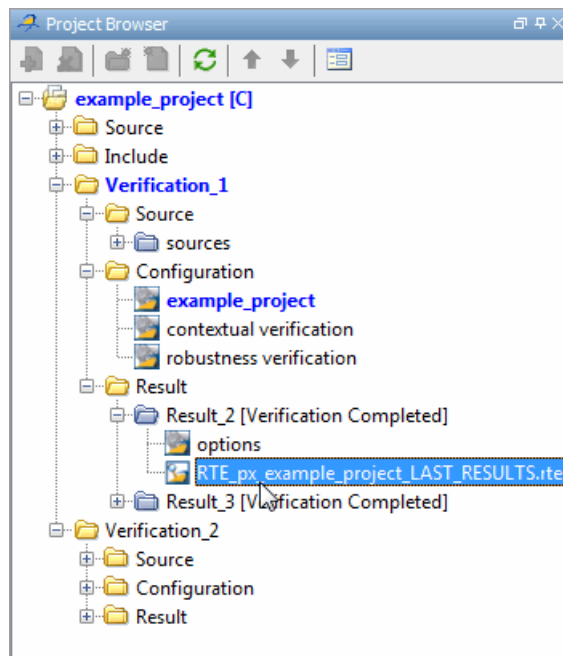 Project Browser
example_project [C]
Source
Include
Verification_1
Source
sources
Configuration
example_project
contextual verification
robustness verification
Result
Result_2 [Verification Completed]
options
RTE_px_example_project_LAST_RESULTS.rte
Result_3 [Verification Completed]
Verification_2
Source
Configuration
Result